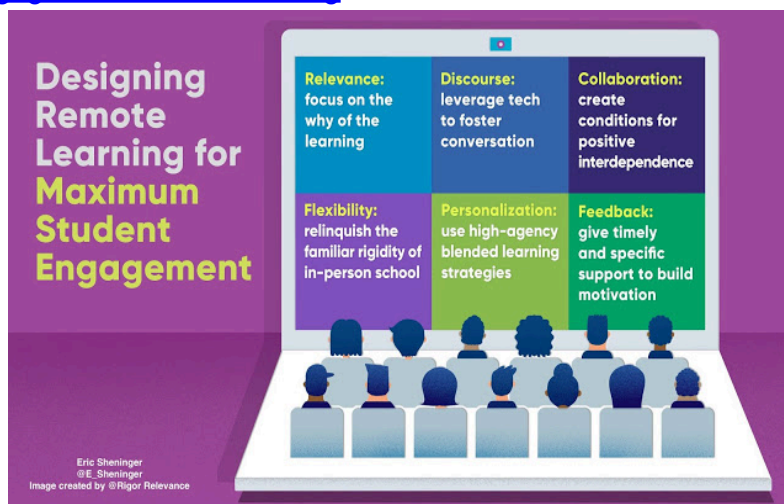 Designing
Remote
Learning for
Maximum
Student
Engagement
Relevance:
focus on the
why of the
learning
Discourse:
leverage tech
to foster
conversation
Collaboration:
create
conditions for
positive
interdependence
Flexibility:
relinquish the
familiar rigidity of
in-person school
Personalization:
use high-agency
blended learning
strategies
Feedback:
give timely
and specific
support to build
motivation
Eric Sheninger
@E_Sheninger
Image created by @Rigor Relevance